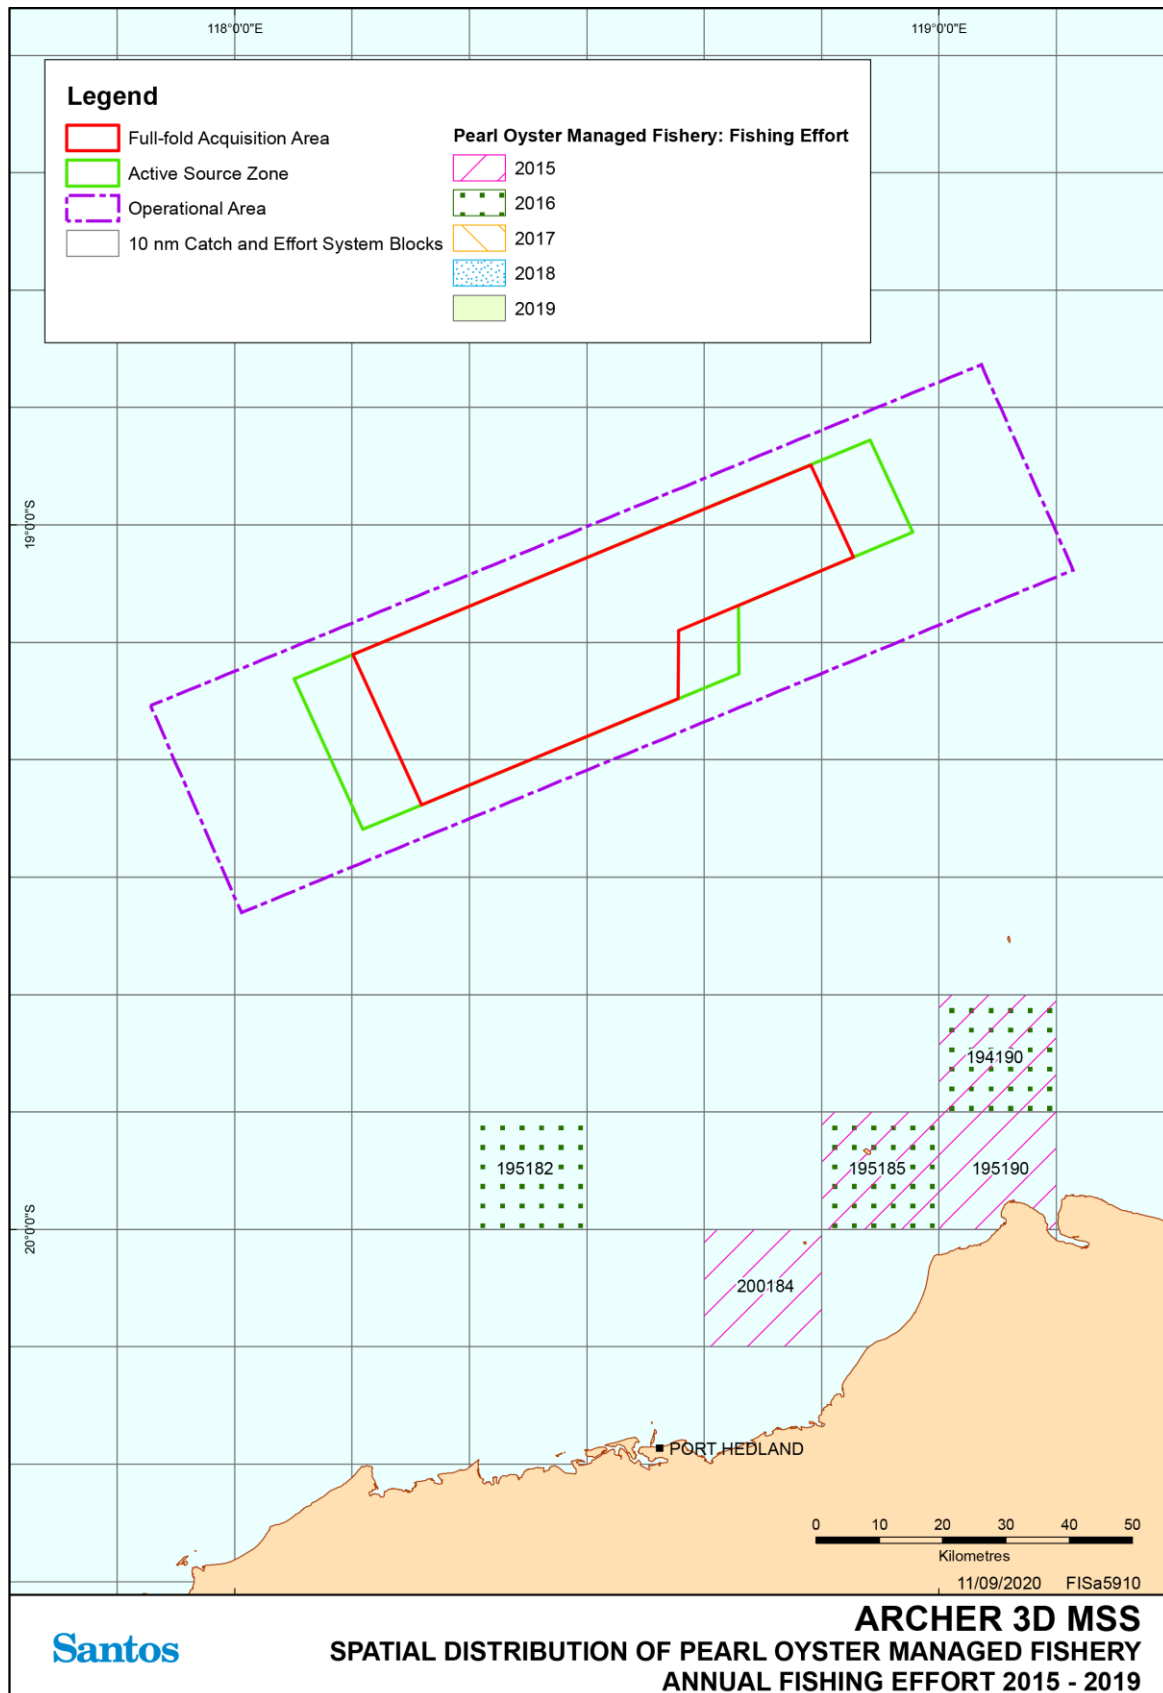 118°0'0"E
119°0'0"E
Legend
Full-fold Acquisition Area
Active Source Zone
Operational Area
10 nm Catch and Effort System Blocks
Pearl Oyster Managed Fishery: Fishing Effort
2015
2016
2017
2018
2019
19°0'0"S
194190
195182
195185
195190
20°0'0"S
200184
PORT HEDLAND
0 10 20 30 40 50
Kilometres
11/09/2020 FISa5910
Santos
ARCHER 3D MSS
SPATIAL DISTRIBUTION OF PEARL OYSTER MANAGED FISHERY
ANNUAL FISHING EFFORT 2015 - 2019